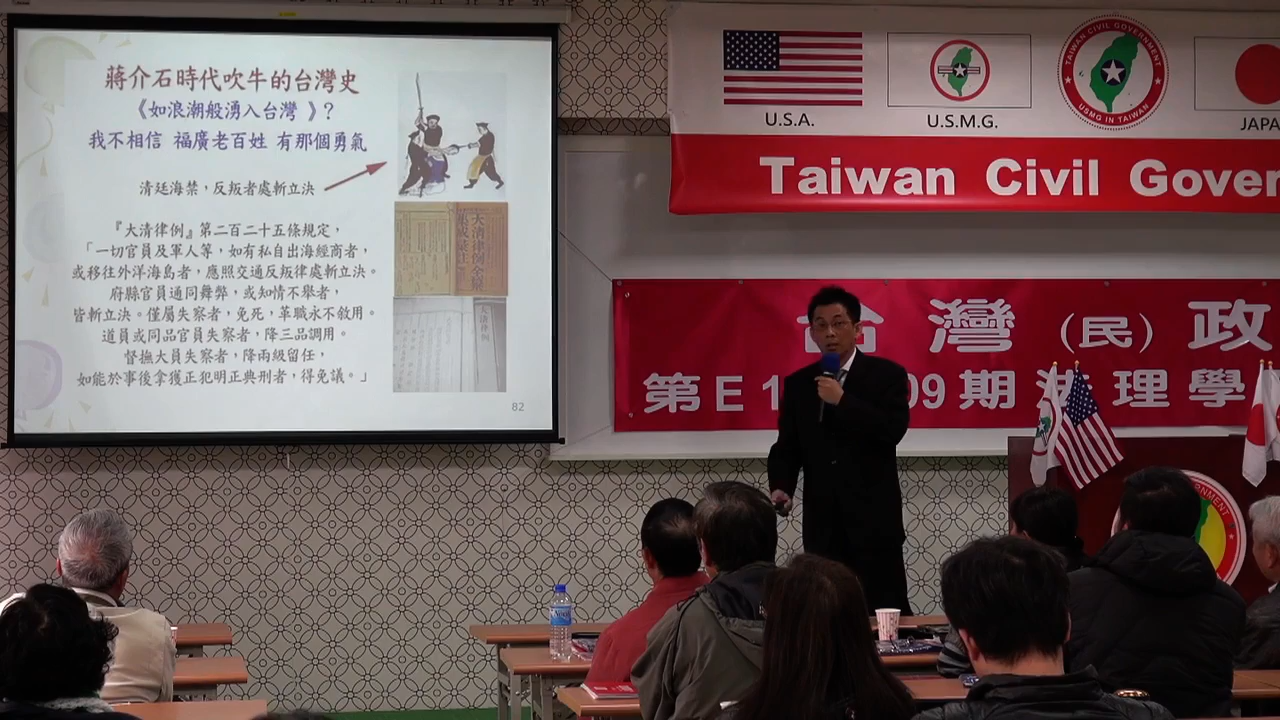 蔣介石時代吹牛的台灣史
《如浪潮般湧入台灣 》?
我不相信 福廣老百姓 有那個勇氣
清廷海禁，反叛者處斬立決
『大清律例』第二百二十五條規定，
「一切官員及軍人等，如有私自出海經商者，
或移往外洋海島者，應照交通反叛律處斬立決。
府縣官員通同舞弊，或知情不舉者，
皆斬立決。僅屬失察者，免死，革職永不敘用。
道員或同品官員失察者，降三品調用。
督撫大員失察者，降兩級留任，
如能於事後拿獲正犯明正典刑者，得免議。」
大清律例
82
U.S.A.
U.S.M.G.
TAIWAN CIVIL GOVERNMENT
USMG IN TAIWAN
JAPA
Taiwan Civil Gover
台灣(民)政
第E1 09期法理學